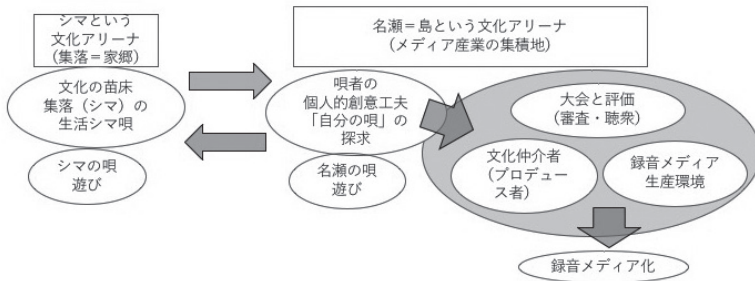 シマという
文化アリーナ
(集落＝家郷)
文化の苗床
集落（シマ）の
生活シマ唄
シマの唄
遊び
名瀬＝島という文化アリーナ
(メディア産業の集積地)
唄者の
個人的創意工夫
「自分の唄」の
探求
名瀬の唄
遊び
大会と評価
(審査・聴衆)
文化仲介者
(プロデュー
ス者)
録音メディア
生産環境
録音メディア化